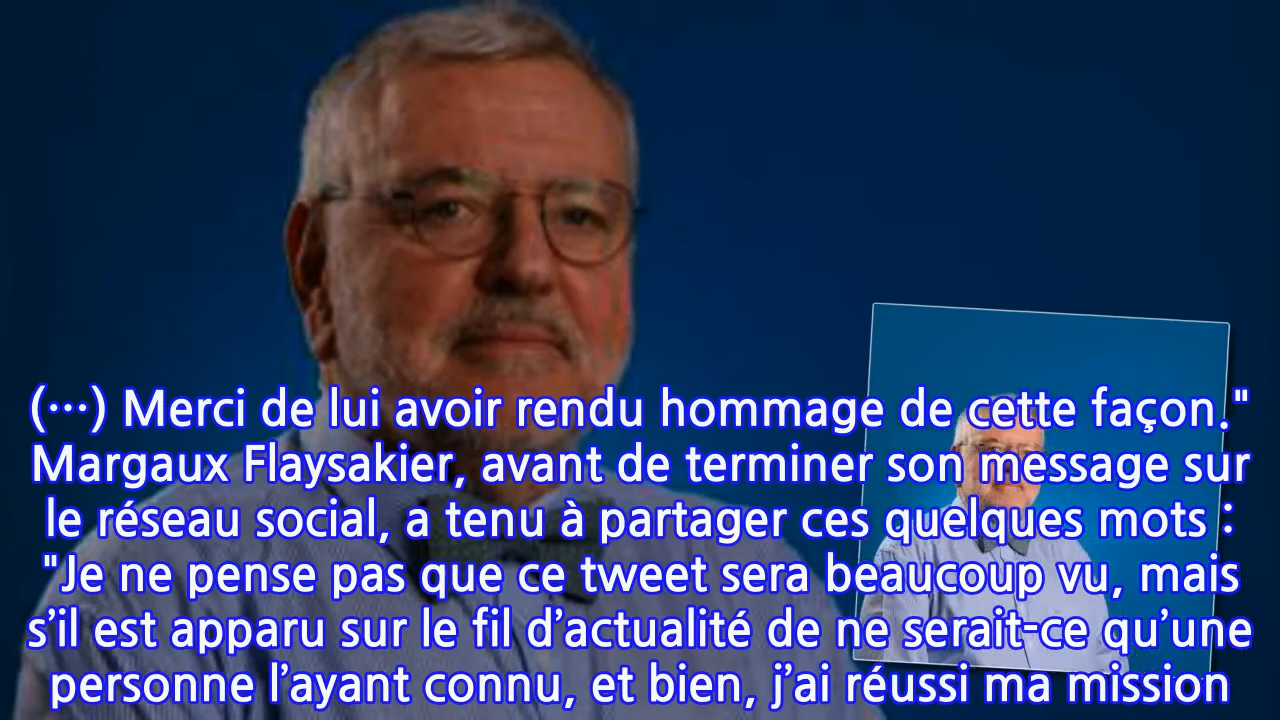 (…) Merci de lui avoir rendu hommage de cette façon."
Margaux Flaysakier, avant de terminer son message sur
le réseau social, a tenu à partager ces quelques mots :
"Je ne pense pas que ce tweet sera beaucoup vu, mais
s’il est apparu sur le fil d’actualité de ne serait-ce qu’une
personne l’ayant connu, et bien, j’ai réussi ma mission